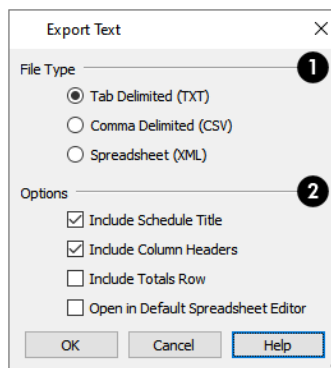 Export Text
File Type
1
Tab Delimited (TXT)
Comma Delimited (CSV)
Spreadsheet (XML)
Options
2
Include Schedule Title
Include Column Headers
Include Totals Row
Open in Default Spreadsheet Editor
OK Cancel Help